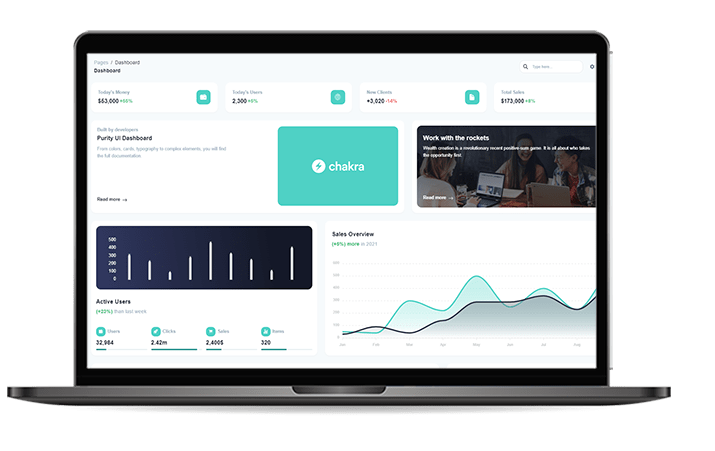 Pages / Dashboard
Dashboard
Type here...
Today's Money
$53,000 +55%
Today's Users
2,300 +5%
New Clients
+3,020 -14%
Total Sales
$173,000 +8%
Built by developers
Purity UI Dashboard
From colors, cards, typography to complex elements, you will find
the full documentation.
Read more →
chakra
Work with the rockets
Wealth creation is a revolutionary recent positive-sum game. It is all about who takes
the opportunity first.
Read more →
500
400
300
200
100
0
Active Users
(+23%) than last week
Users
32,984
Clicks
2.42m
Sales
2,400$
Items
320
Sales Overview
(+5%) more in 2021
600
500
400
300
200
100
0
Jan Feb Mar Apr May Jun Jul Aug